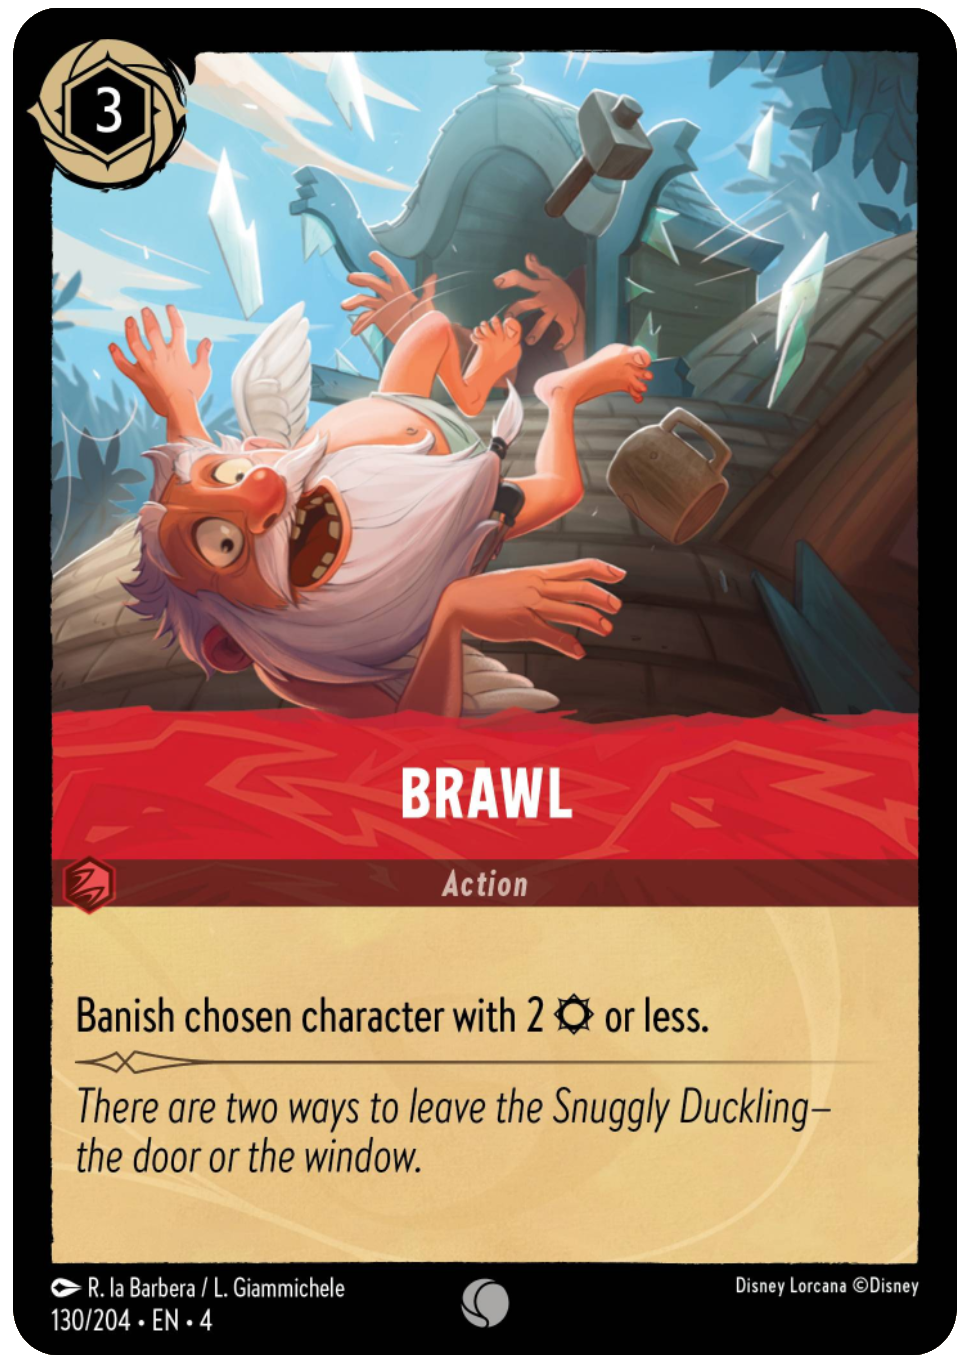 3
BRAWL
Action
Banish chosen character with 2 or less.
There are two ways to leave the Snuggly Duckling–
the door or the window.
R. la Barbera / L. Giammichele
130/204 • EN • 4
Disney Lorcana ©Disney